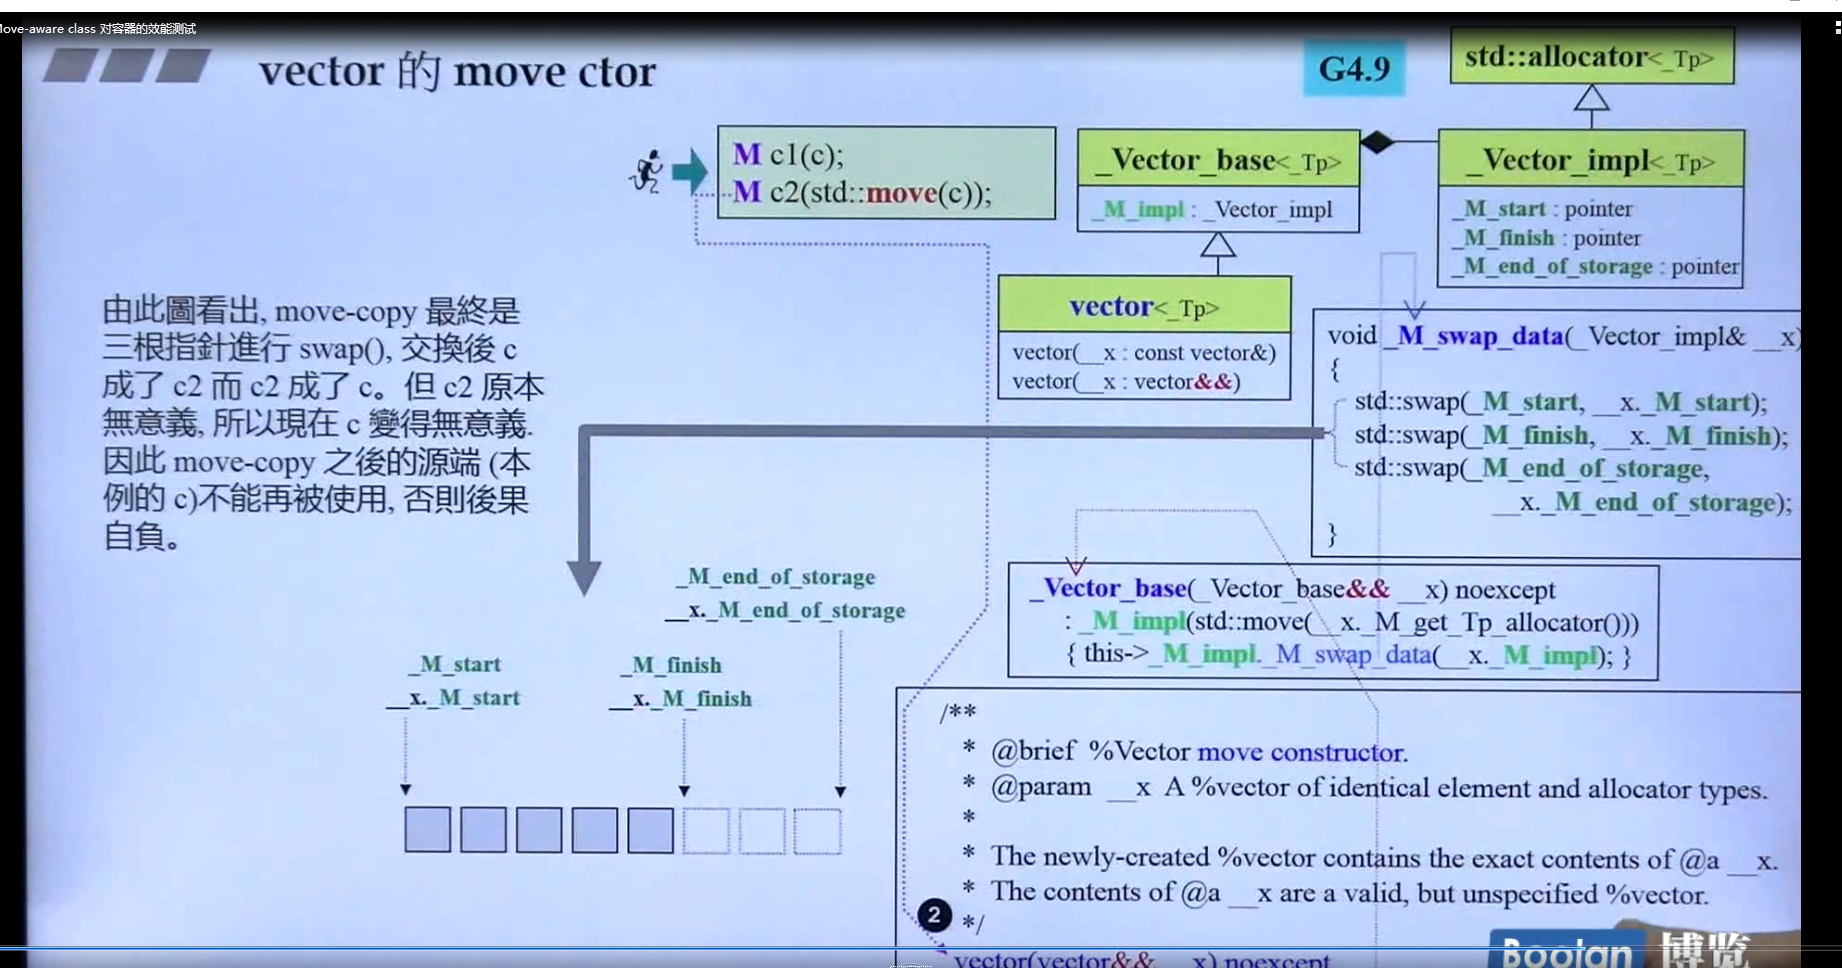 Move-aware class 对容器的效能测试
vector 的 move ctor
G4.9
std::allocator<_Tp>
M c1(c);
M c2(std::move(c));
_Vector_base<_Tp>
_M_impl : _Vector_impl
_Vector_impl<_Tp>
_M_start : pointer
_M_finish : pointer
_M_end_of_storage : pointer
vector<_Tp>
vector(__x : const vector&)
vector(__x : vector&&)
由此圖看出, move-copy 最終是
三根指針進行 swap(), 交換後 c
成了 c2 而 c2 成了 c。但 c2 原本
無意義, 所以現在 c 變得無意義.
因此 move-copy 之後的源端 (本
例的 c)不能再被使用, 否則後果
自負。
void _M_swap_data(_Vector_impl& __x)
{
std::swap(_M_start, __x._M_start);
std::swap(_M_finish, __x._M_finish);
std::swap(_M_end_of_storage,
__x._M_end_of_storage);
}
_Vector_base(_Vector_base&& __x) noexcept
: _M_impl(std::move(__x._M_get_Tp_allocator()))
{ this->_M_impl._M_swap_data(__x._M_impl); }
_M_end_of_storage
__x._M_end_of_storage
_M_start
__x._M_start
_M_finish
__x._M_finish
/**
* @brief %Vector move constructor.
* @param __x A %vector of identical element and allocator types.
*
* The newly-created %vector contains the exact contents of @a __x.
* The contents of @a __x are a valid, but unspecified %vector.
2
*/
vector(vector&& __x) noexcept
Boolan 博览